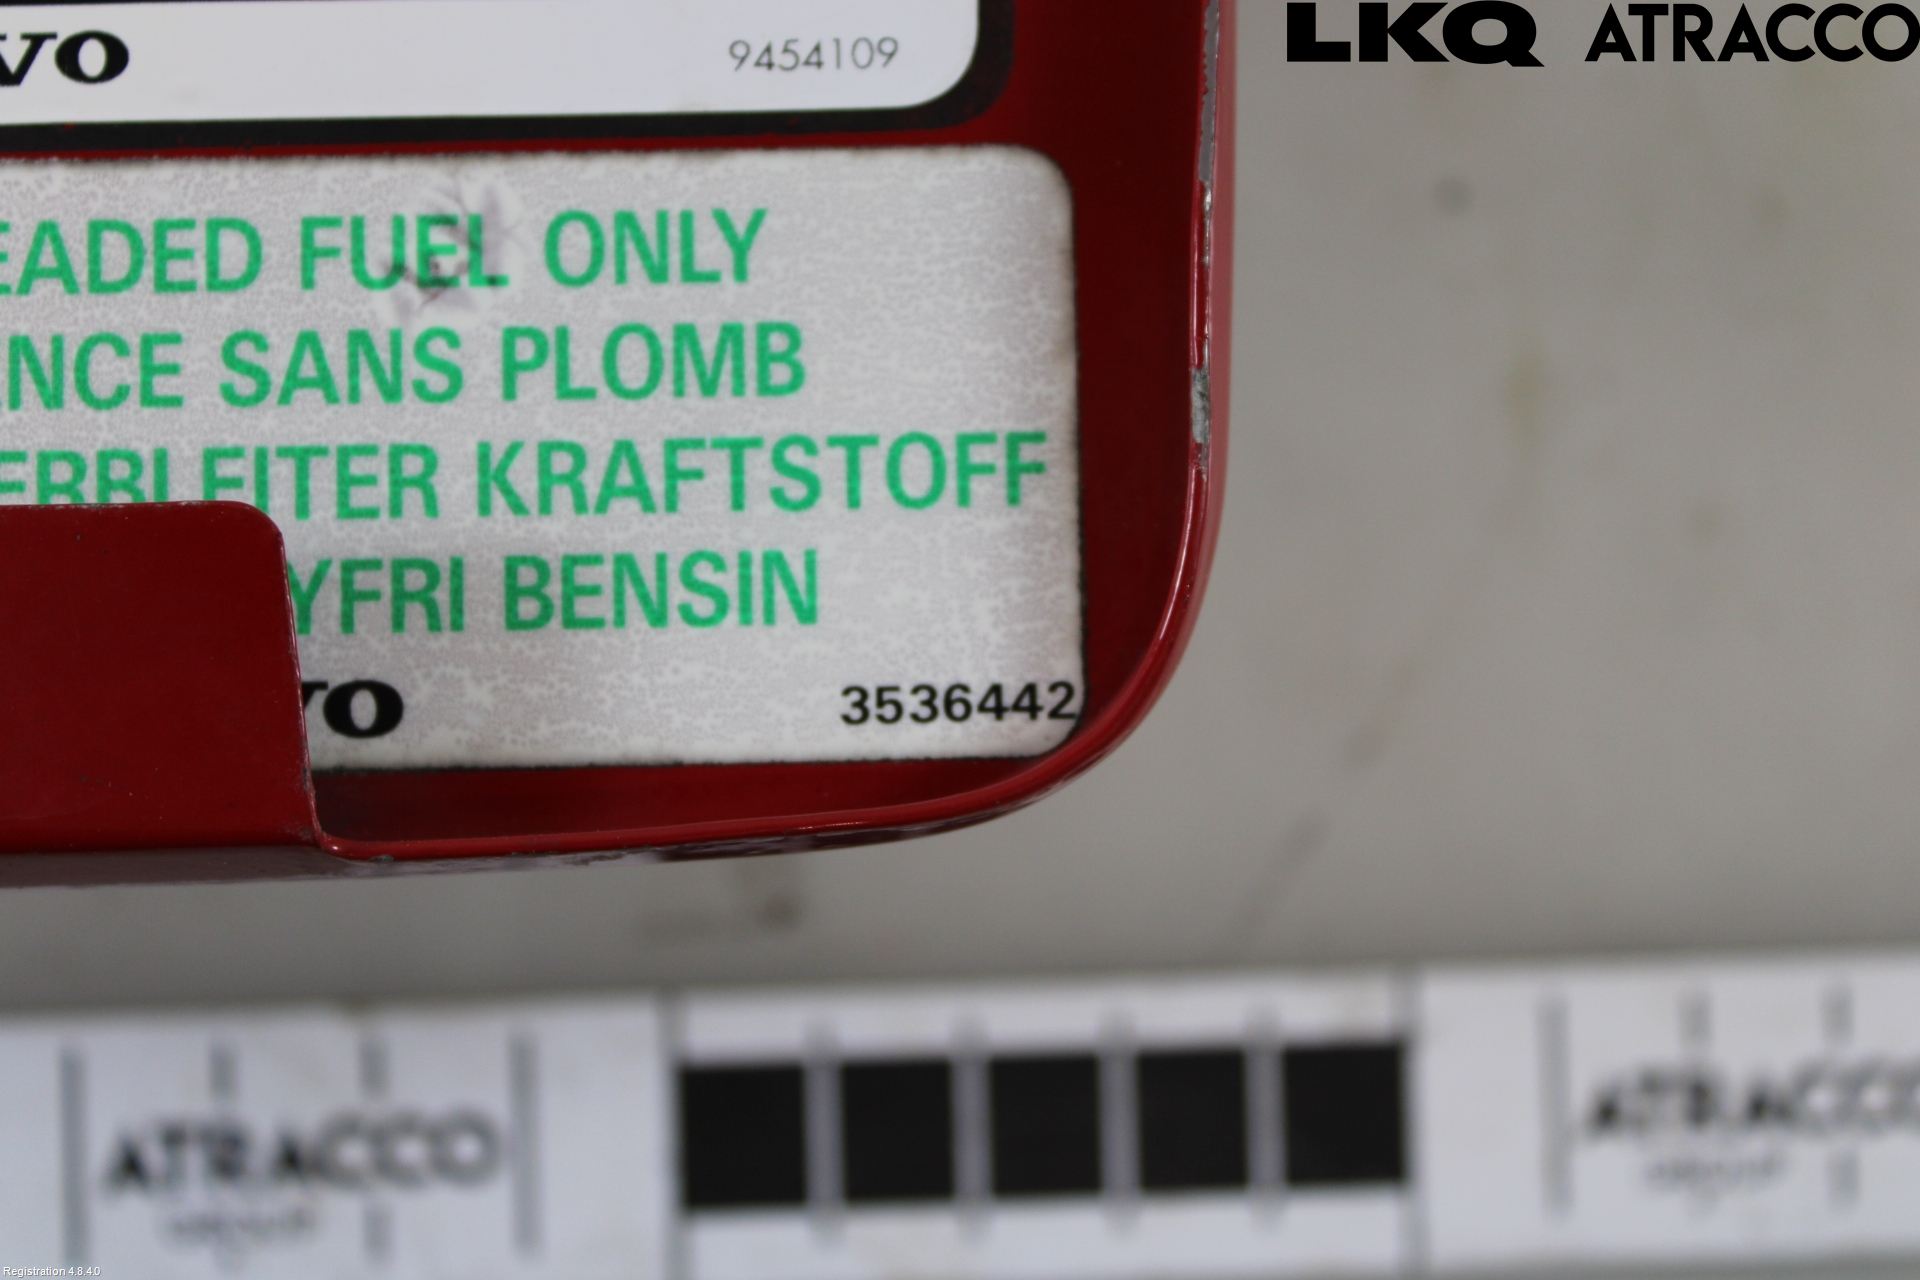 LKQ ATRACCO
VO 9454109
EADED FUEL ONLY
ENCE SANS PLOMB
ERBLEITER KRAFTSTOFF
YFRI BENSIN
VO 3536442
ATRACCO ATRACCO
Registration 4.8.4.0